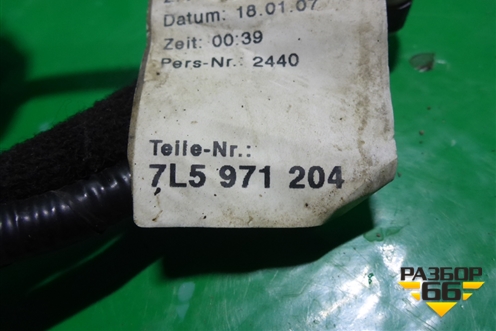 Datum: 18.01.07
Zeit: 00:39
Pers-Nr.: 2440
Teile-Nr.:
7L5 971 204
РАЗБОР
66